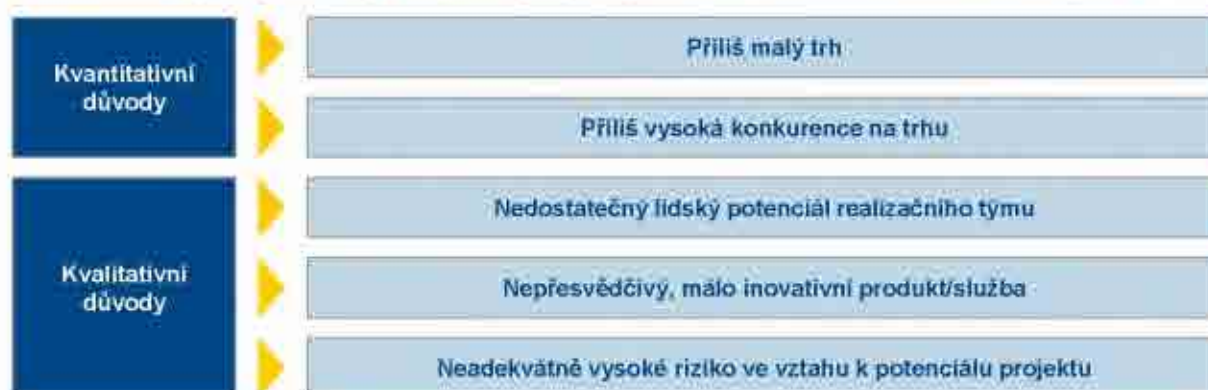 Kvantitativní
důvody
Příliš malý trh
Příliš vysoká konkurence na trhu
Kvalitativní
důvody
Nedostatečný lidský potenciál realizačního týmu
Nepřesvědčivý, málo inovativní produkt/služba
Neadekvátně vysoké riziko ve vztahu k potenciálu projektu